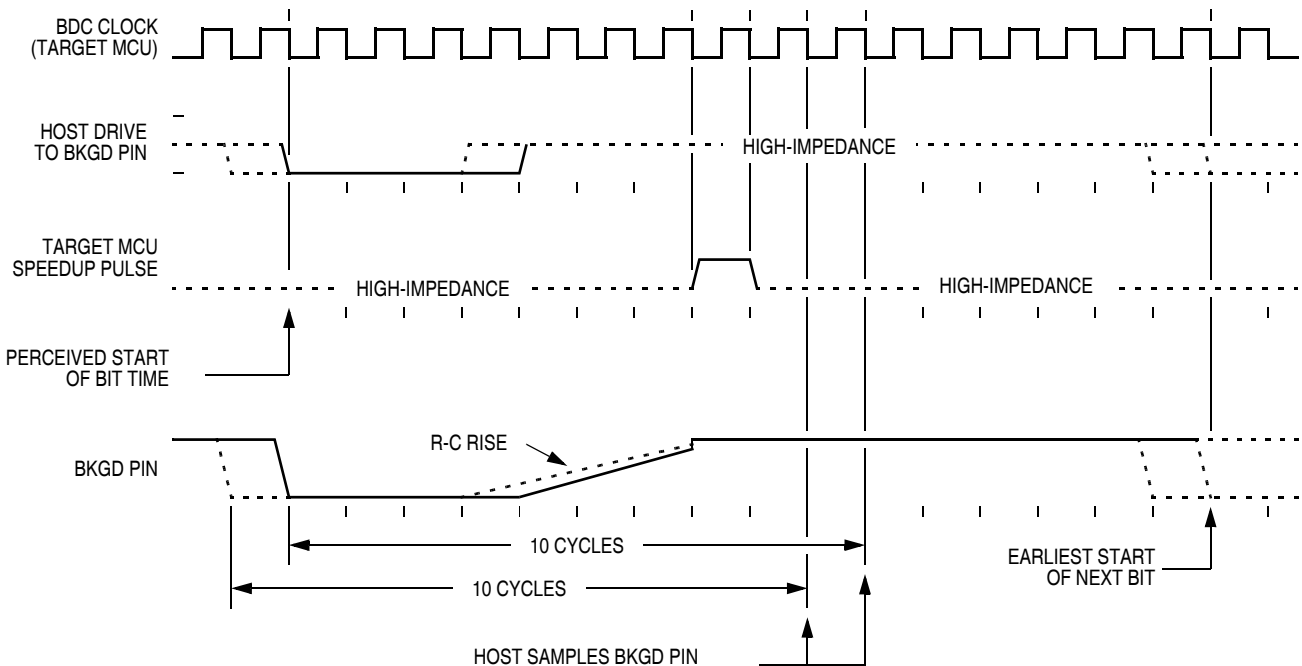 BDC CLOCK
(TARGET MCU)
HOST DRIVE
TO BKGD PIN
HIGH-IMPEDANCE
TARGET MCU
SPEEDUP PULSE
HIGH-IMPEDANCE
HIGH-IMPEDANCE
PERCEIVED START
OF BIT TIME
R-C RISE
BKGD PIN
10 CYCLES
EARLIEST START
OF NEXT BIT
10 CYCLES
HOST SAMPLES BKGD PIN